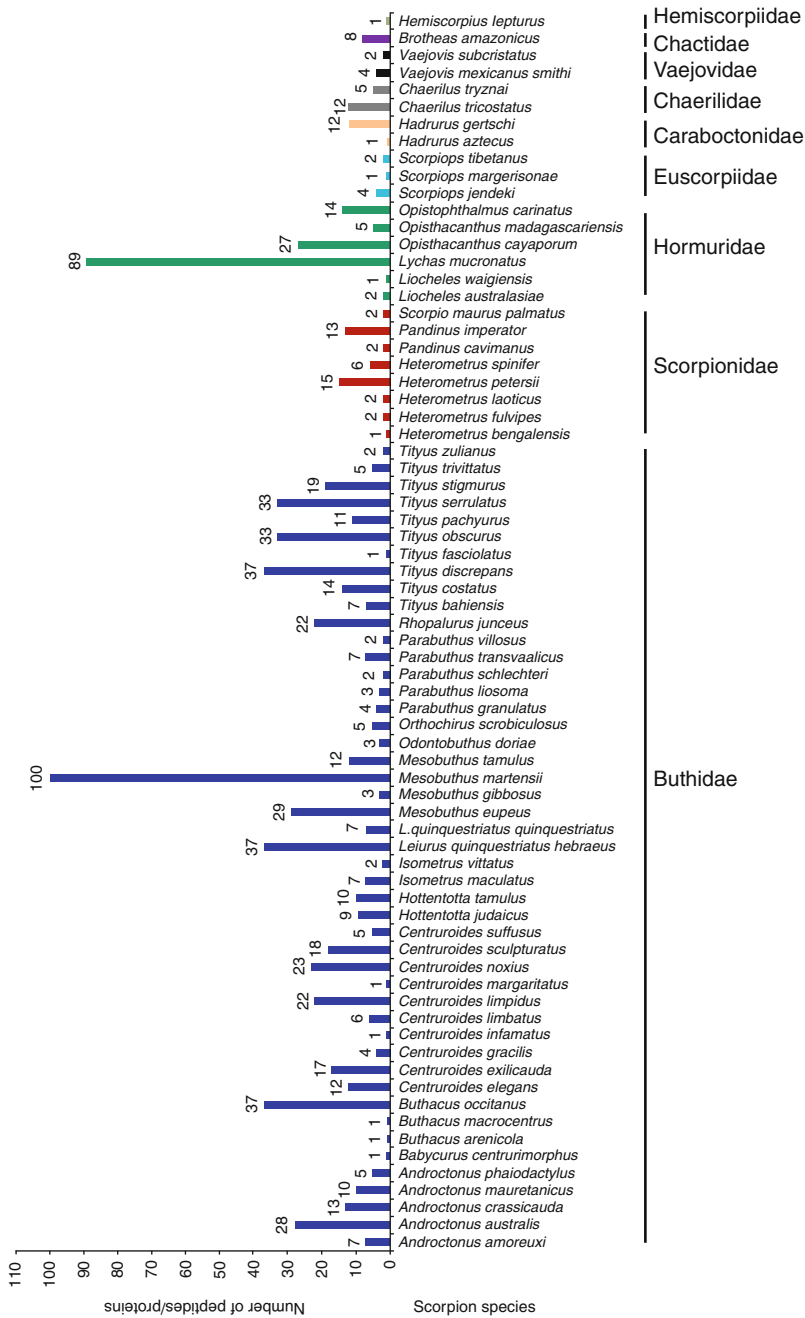 1 Hemiscorpius lepturus
8 Brotheas amazonicus
2 Vaejovis subcristatus
4 Vaejovis mexicanus smithi
5 Chaerilus tryznai
12 Chaerilus tricostatus
12 Hadrurus gertschi
1 Hadrurus aztecus
2 Scorpiops tibetanus
1 Scorpiops margerisonae
4 Scorpiops jendeki
14 Opistophthalmus carinatus
5 Opisthacanthus madagascariensis
27 Opisthacanthus cayaporum
89 Lychas mucronatus
1 Liocheles waigiensis
2 Liocheles australasiae
2 Scorpio maurus palmatus
13 Pandinus imperator
2 Pandinus cavimanus
6 Heterometrus spinifer
15 Heterometrus petersii
2 Heterometrus laoticus
2 Heterometrus fulvipes
1 Heterometrus bengalensis
2 Tityus zulianus
5 Tityus trivittatus
19 Tityus stigmurus
33 Tityus serrulatus
11 Tityus pachyurus
33 Tityus obscurus
1 Tityus fasciolatus
37 Tityus discrepans
14 Tityus costatus
7 Tityus bahiensis
22 Rhopalurus junceus
2 Parabuthus villosus
7 Parabuthus transvaalicus
2 Parabuthus schlechteri
3 Parabuthus liosoma
4 Parabuthus granulatus
5 Orthochirus scrobiculosus
3 Odontobuthus doriae
12 Mesobuthus tamulus
100 Mesobuthus martensii
3 Mesobuthus gibbosus
29 Mesobuthus eupeus
7 L.quinquestriatus quinquestriatus
37 Leiurus quinquestriatus hebraeus
2 Isometrus vittatus
7 Isometrus maculatus
10 Hottentotta tamulus
9 Hottentotta judaicus
5 Centruroides suffusus
18 Centruroides sculpturatus
23 Centruroides noxius
1 Centruroides margaritatus
22 Centruroides limpidus
6 Centruroides limbatus
1 Centruroides infamatus
4 Centruroides gracilis
17 Centruroides exilicauda
12 Centruroides elegans
37 Buthacus occitanus
1 Buthacus macrocentrus
1 Buthacus arenicola
1 Babycurus centrurimorphus
5 Androctonus phaiodactylus
10 Androctonus mauretanicus
13 Androctonus crassicauda
28 Androctonus australis
7 Androctonus amoreuxi
Hemiscorpiidae
Chactidae
Vaejovidae
Chaerilidae
Caraboctonidae
Euscorpiidae
Hormuridae
Scorpionidae
Buthidae
110 100 90 80 70 60 50 40 30 20 10 0
Number of peptides/proteins
Scorpion species